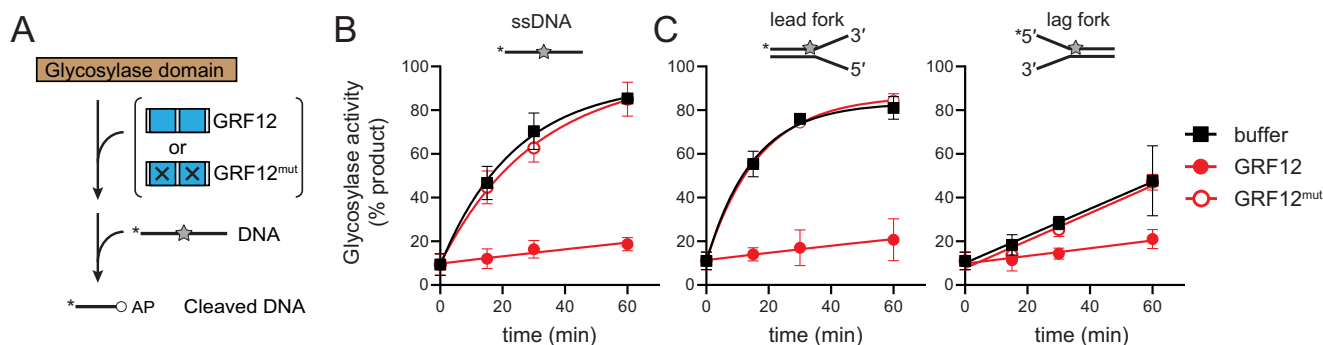 A
Glycosylase domain
GRF12
or
GRF12mut
* DNA
* AP Cleaved DNA
B
ssDNA
*
Glycosylase activity
(% product)
100
80
60
40
20
0
0 20 40 60
time (min)
C
lead fork
* 3′
5′
100
80
60
40
20
0
0 20 40 60
time (min)
lag fork
*5′
3′
100
80
60
40
20
0
0 20 40 60
time (min)
buffer
GRF12
GRF12mut